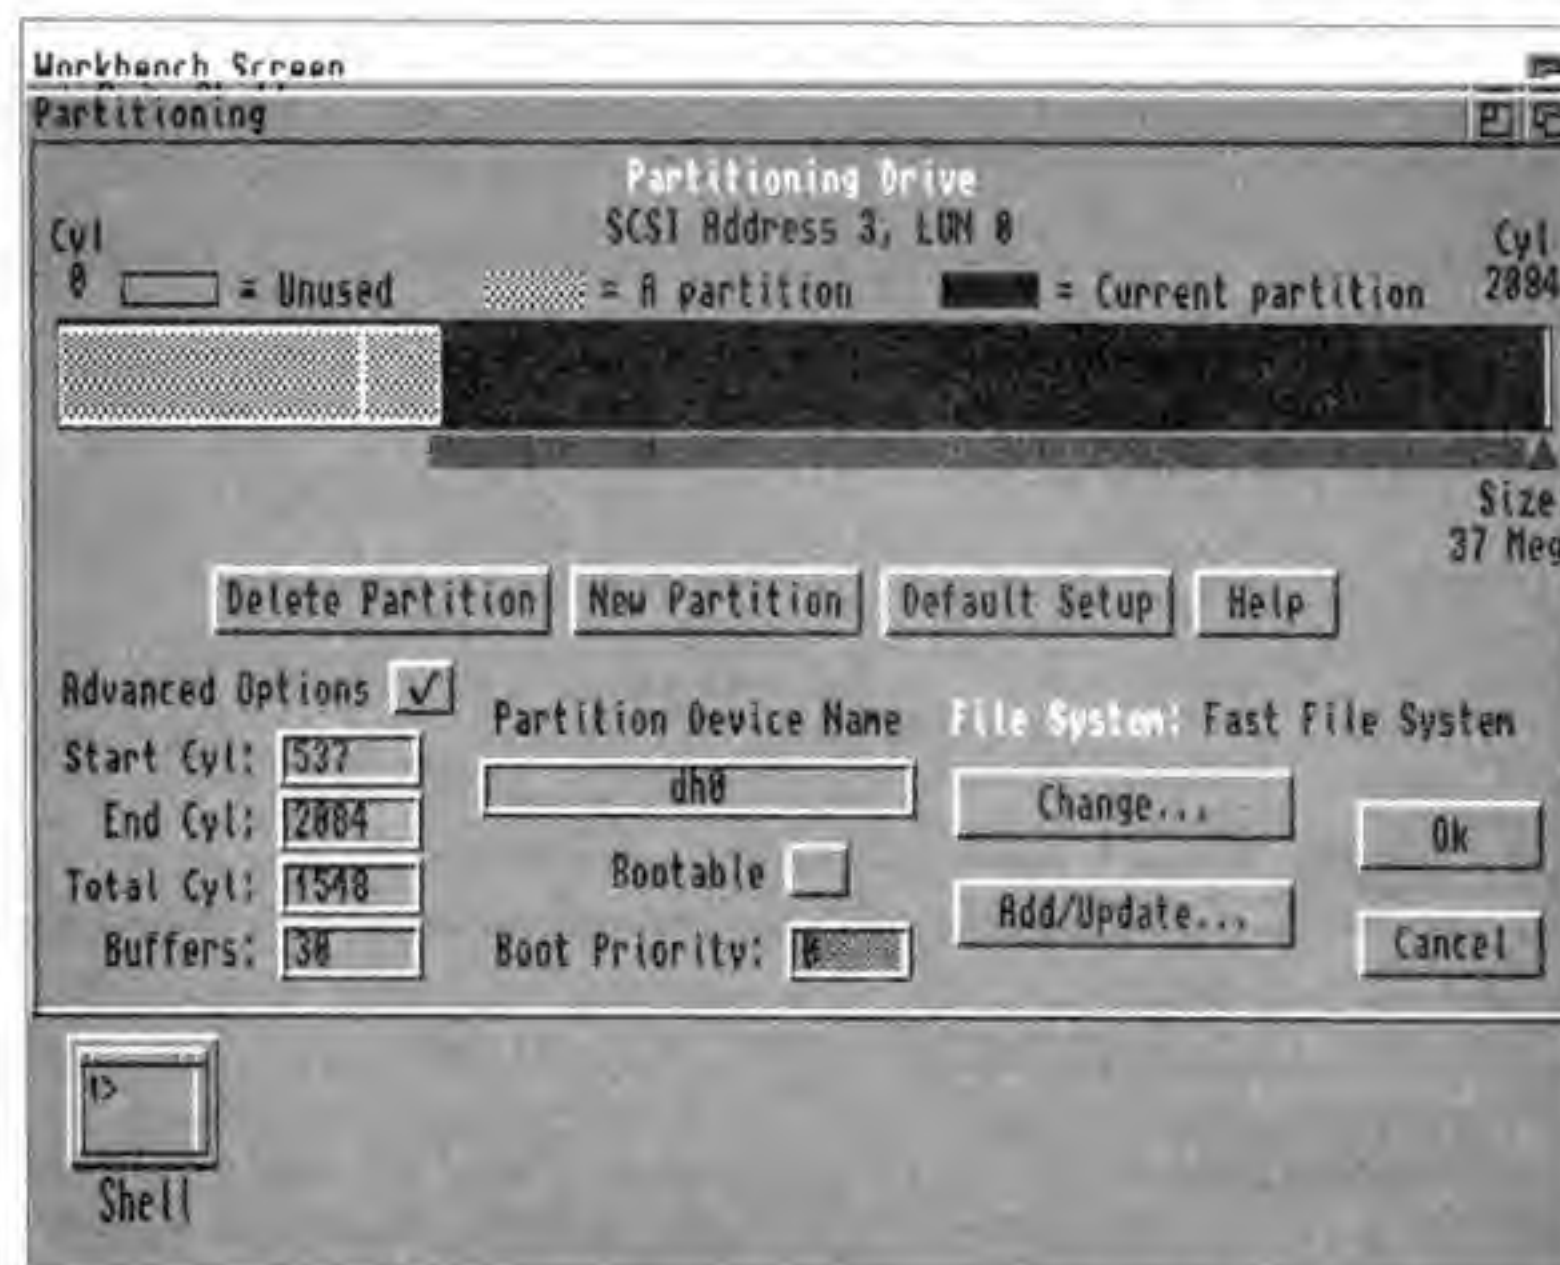 Workbench Screen
Partitioning
Partitioning Drive
SCSI Address 3, LUN 0
Cyl
0
= Unused
= A partition
= Current partition
Cyl
2084
Size
37 Meg
Delete Partition
New Partition
Default Setup
Help
Advanced Options
Start Cyl: 537
End Cyl: 2084
Total Cyl: 1548
Buffers: 30
Partition Device Name
dh0
Bootable
Boot Priority: 0
File System: Fast File System
Change...
Add/Update...
Ok
Cancel
1>
Shell